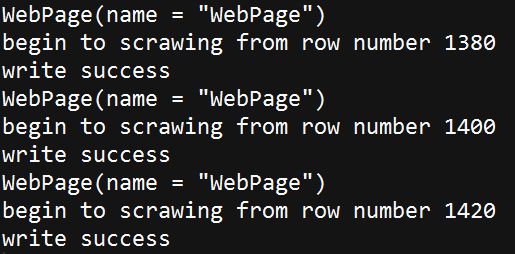 WebPage(name = "WebPage")
begin to scrawing from row number 1380
write success
WebPage(name = "WebPage")
begin to scrawing from row number 1400
write success
WebPage(name = "WebPage")
begin to scrawing from row number 1420
write success